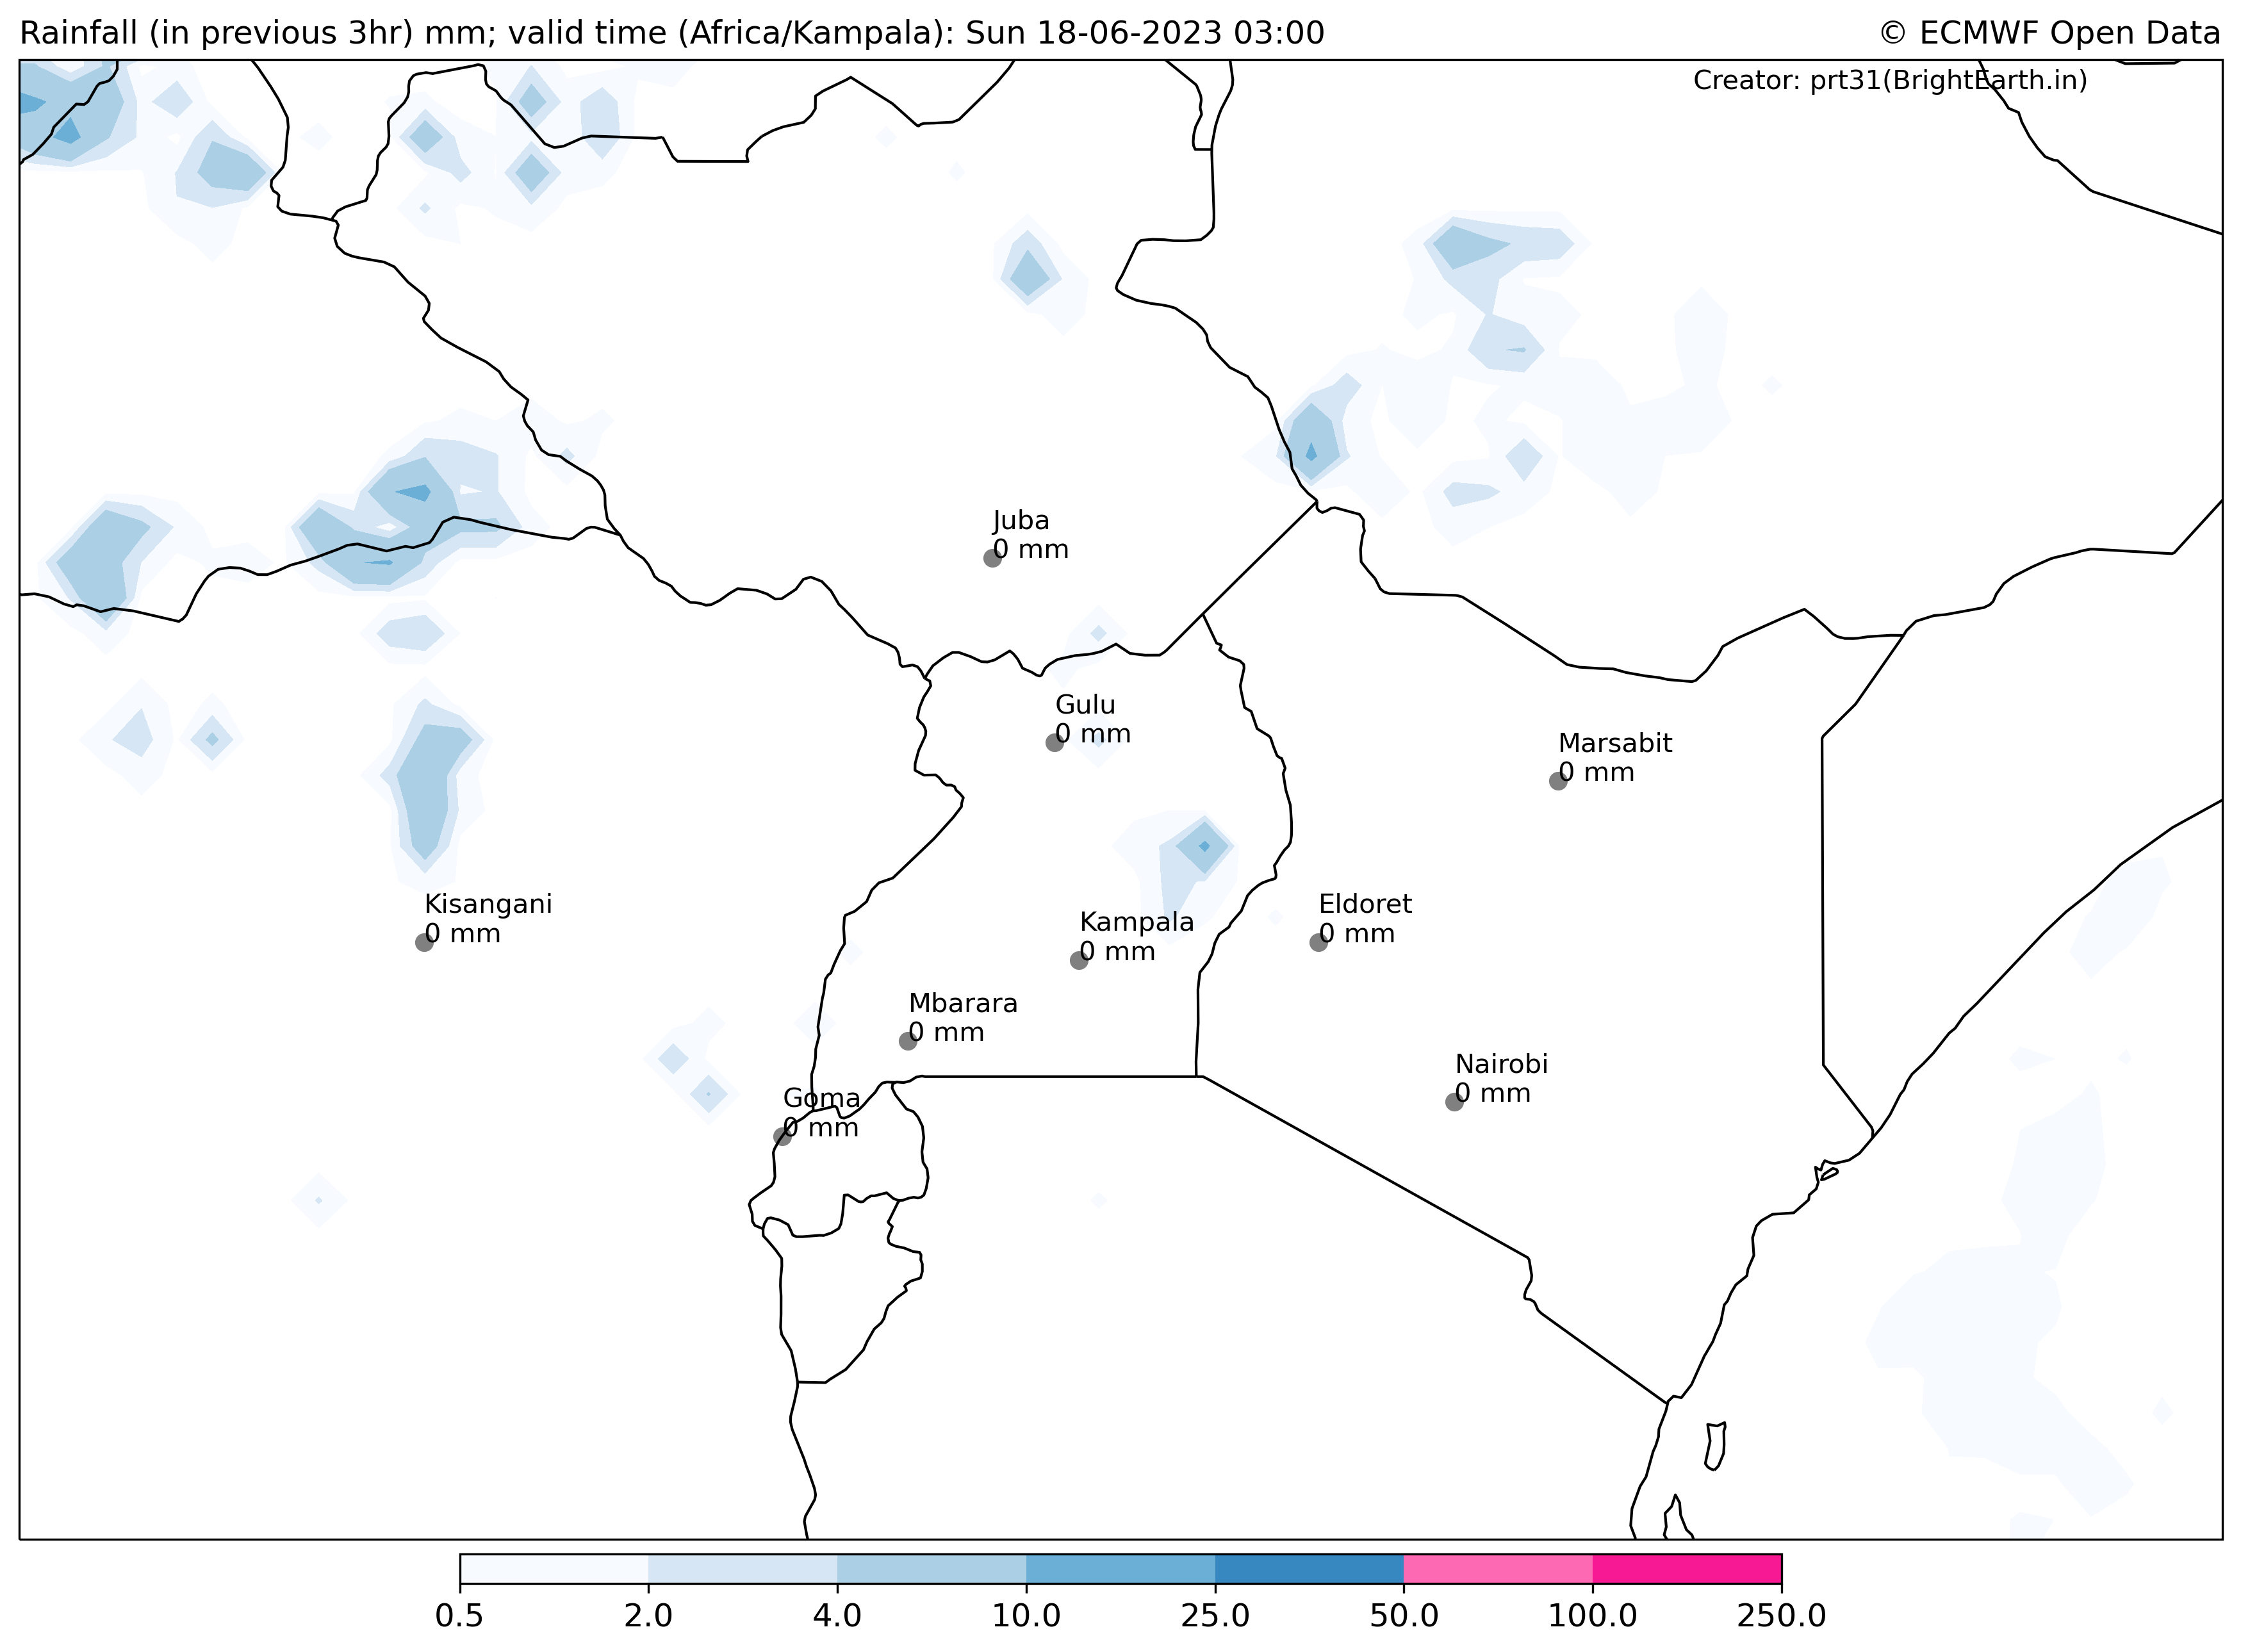 Rainfall (in previous 3hr) mm; valid time (Africa/Kampala): Sun 18-06-2023 03:00
© ECMWF Open Data
Creator: prt31(BrightEarth.in)
Juba
0 mm
Gulu
0 mm
Marsabit
0 mm
Kisangani
0 mm
Kampala
0 mm
Eldoret
0 mm
Mbarara
0 mm
Nairobi
0 mm
Goma
0 mm
0.5 2.0 4.0 10.0 25.0 50.0 100.0 250.0